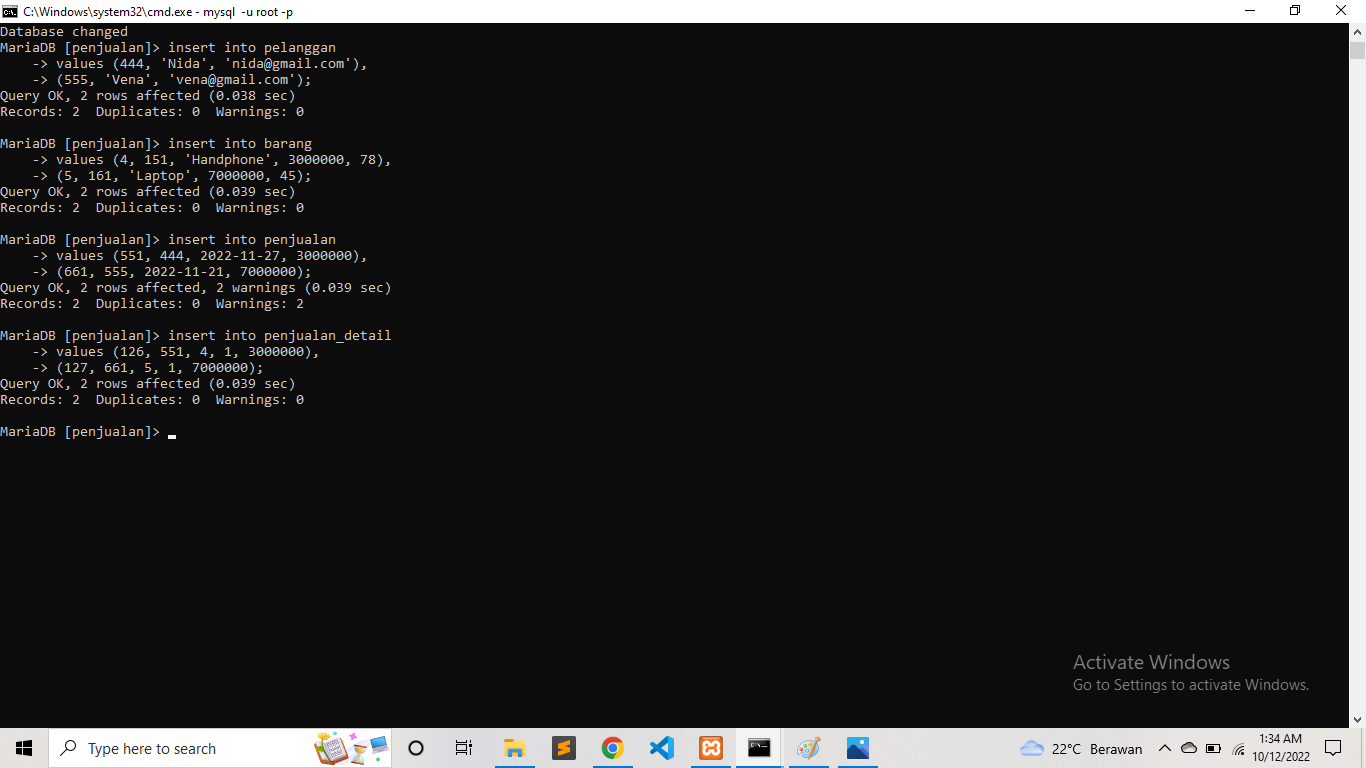 C:\Windows\system32\cmd.exe - mysql  -u root -p
Database changed
MariaDB [penjualan]> insert into pelanggan
    -> values (444, 'Nida', 'nida@gmail.com'),
    -> (555, 'Vena', 'vena@gmail.com');
Query OK, 2 rows affected (0.038 sec)
Records: 2  Duplicates: 0  Warnings: 0

MariaDB [penjualan]> insert into barang
    -> values (4, 151, 'Handphone', 3000000, 78),
    -> (5, 161, 'Laptop', 7000000, 45);
Query OK, 2 rows affected (0.039 sec)
Records: 2  Duplicates: 0  Warnings: 0

MariaDB [penjualan]> insert into penjualan
    -> values (551, 444, 2022-11-27, 3000000),
    -> (661, 555, 2022-11-21, 7000000);
Query OK, 2 rows affected, 2 warnings (0.039 sec)
Records: 2  Duplicates: 0  Warnings: 2

MariaDB [penjualan]> insert into penjualan_detail
    -> values (126, 551, 4, 1, 3000000),
    -> (127, 661, 5, 1, 7000000);
Query OK, 2 rows affected (0.039 sec)
Records: 2  Duplicates: 0  Warnings: 0

MariaDB [penjualan]>
Activate Windows
Go to Settings to activate Windows.
Type here to search
22°C  Berawan
1:34 AM
10/12/2022